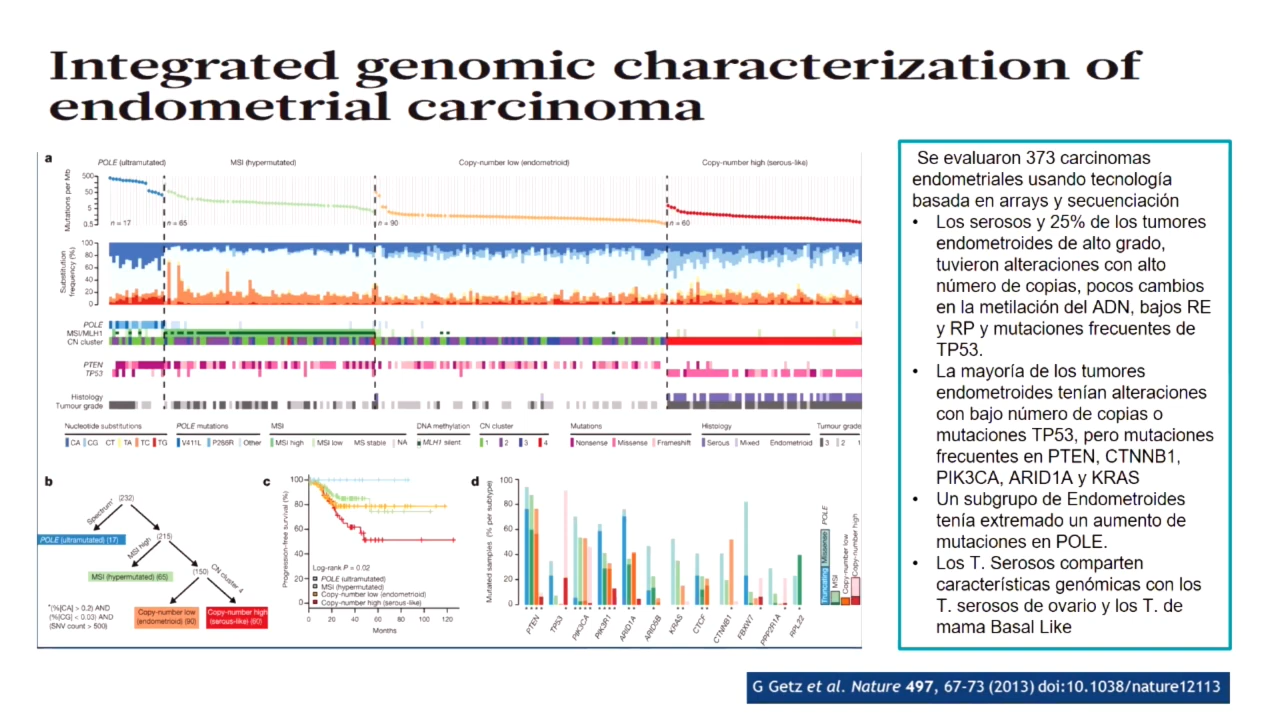 Integrated genomic characterization of
endometrial carcinoma
a
POLE (ultramutated)
MSI (hypermutated)
Copy-number low (endometrioid)
Copy-number high (serous-like)
Mutations per Mb
500
50
5
0.5
n = 17
n = 65
n = 90
n = 60
Substitution
frequency (%)
100
80
60
40
20
0
POLE
MSI/MLH1
CN cluster
PTEN
TP53
Histology
Tumour grade
Nucleotide substitutions
CA CG CT TA TC TG
POLE mutations
V411L P286R Other
MSI
MSI high MSI low MS stable NA
DNA methylation
MLH1 silent
CN cluster
1 2 3 4
Mutations
Nonsense Missense Frameshift
Histology
Serous Mixed Endometrioid
Tumour grade
3 2 1
b
(232)
Spectrum*
POLE (ultramutated) (17)
(215)
MSI high
MSI (hypermutated) (65)
(150)
CN cluster 4
Copy-number low
(endometrioid) (90)
Copy-number high
(serous-like) (60)
*(%[CA] > 0.2) AND
(%[CG] < 0.03) AND
(SNV count > 500)
c
Progression-free survival (%)
100
80
60
40
20
0
Log-rank P = 0.02
POLE (ultramutated)
MSI (hypermutated)
Copy-number low (endometrioid)
Copy-number high (serous-like)
0 20 40 60 80 100 120
Months
d
Mutated samples (% per subtype)
100
80
60
40
20
0
PTEN
TP53
PIK3CA
PIK3R1
ARID1A
ARID5B
KRAS
CTCF
CTNNB1
FBXW7
PPP2R1A
RPL22
Truncating
Missense
POLE
MSI
Copy-number low
Copy-number high
Se evaluaron 373 carcinomas
endometriales usando tecnología
basada en arrays y secuenciación
• Los serosos y 25% de los tumores
endometroides de alto grado,
tuvieron alteraciones con alto
número de copias, pocos cambios
en la metilación del ADN, bajos RE
y RP y mutaciones frecuentes de
TP53.
• La mayoría de los tumores
endometroides tenían alteraciones
con bajo número de copias o
mutaciones TP53, pero mutaciones
frecuentes en PTEN, CTNNB1,
PIK3CA, ARID1A y KRAS
• Un subgrupo de Endometroides
tenía extremado un aumento de
mutaciones en POLE.
• Los T. Serosos comparten
características genómicas con los
T. serosos de ovario y los T. de
mama Basal Like
G Getz et al. Nature 497, 67-73 (2013) doi:10.1038/nature12113